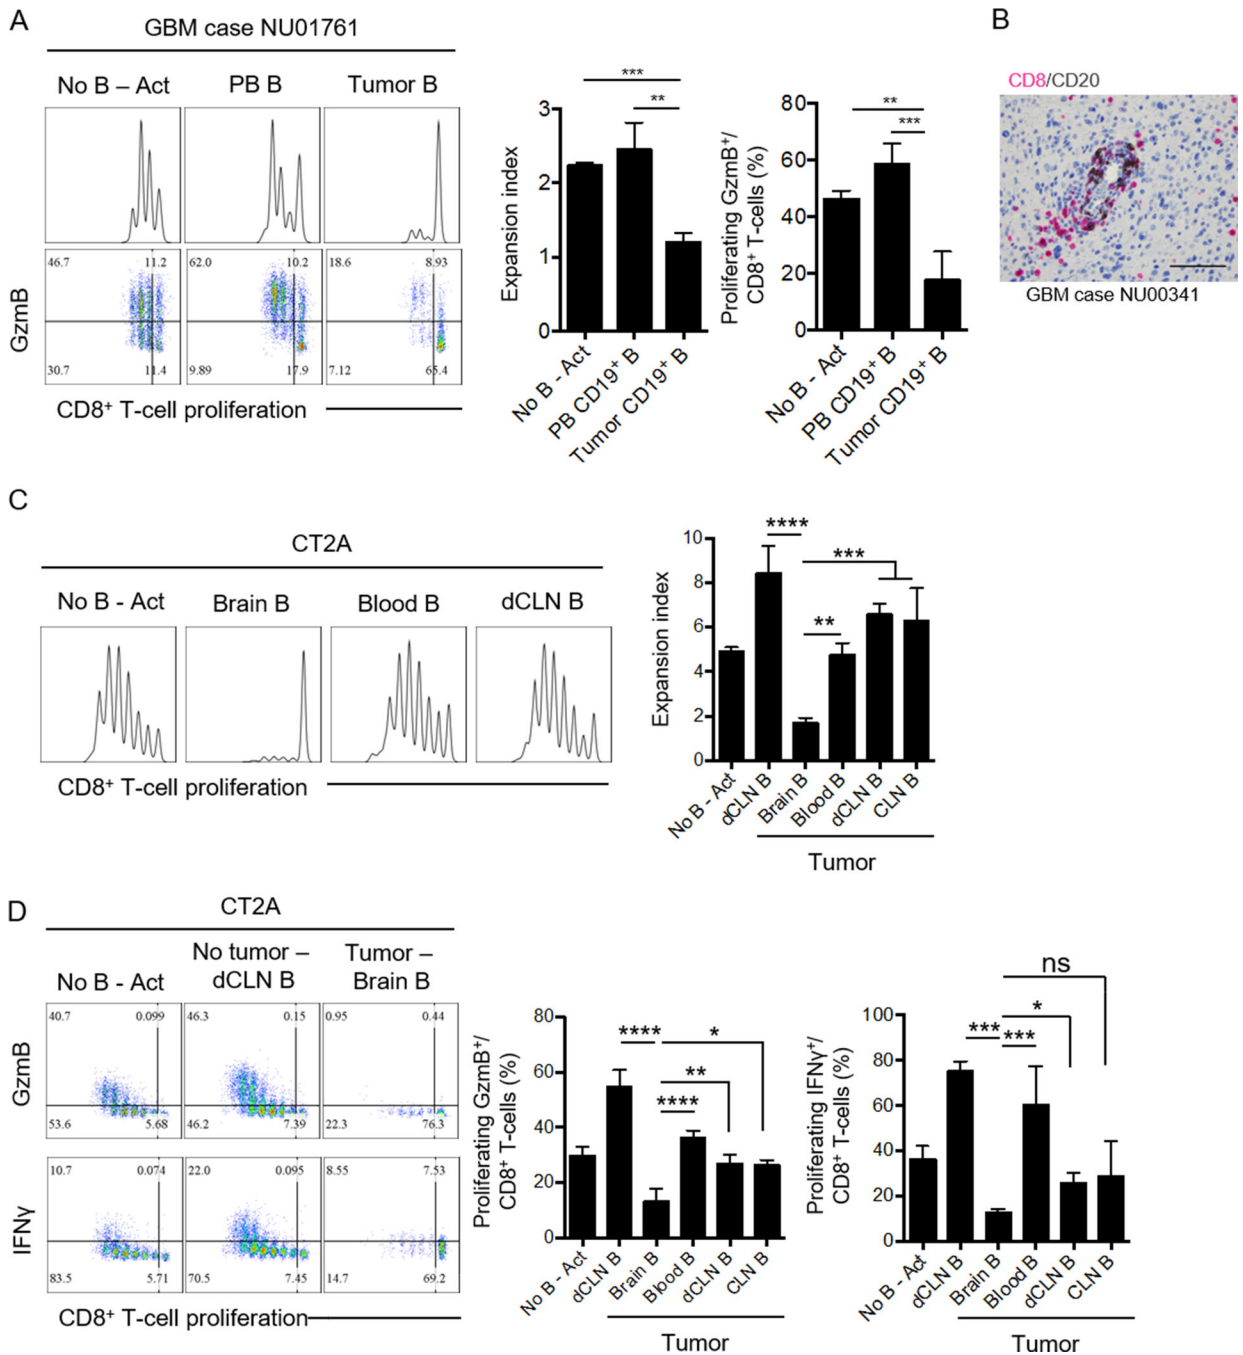 A
GBM case NU01761
No B – Act
PB B
Tumor B
46.7
11.2
62.0
10.2
18.6
8.93
30.7
11.4
9.89
17.9
7.12
65.4
GzmB
CD8+ T-cell proliferation
Expansion index
3
2
1
0
***
**
No B - Act
PB CD19+ B
Tumor CD19+ B
Proliferating GzmB+/
CD8+ T-cells (%)
80
60
40
20
0
**
***
No B - Act
PB CD19+ B
Tumor CD19+ B
B
CD8/CD20
GBM case NU00341
C
CT2A
No B - Act
Brain B
Blood B
dCLN B
CD8+ T-cell proliferation
Expansion index
10
8
6
4
2
0
****
***
**
No B - Act
dCLN B
Brain B
Blood B
dCLN B
CLN B
Tumor
D
CT2A
No B - Act
No tumor –
dCLN B
Tumor –
Brain B
40.7
0.099
46.3
0.15
0.95
0.44
53.6
5.68
46.2
7.39
22.3
76.3
GzmB
10.7
0.074
22.0
0.095
8.55
7.53
83.5
5.71
70.5
7.45
14.7
69.2
IFNγ
CD8+ T-cell proliferation
Proliferating GzmB+/
CD8+ T-cells (%)
80
60
40
20
0
****
*
**
****
No B - Act
dCLN B
Brain B
Blood B
dCLN B
CLN B
Tumor
Proliferating IFNγ+/
CD8+ T-cells (%)
100
80
60
40
20
0
ns
*
***
***
No B - Act
dCLN B
Brain B
Blood B
dCLN B
CLN B
Tumor